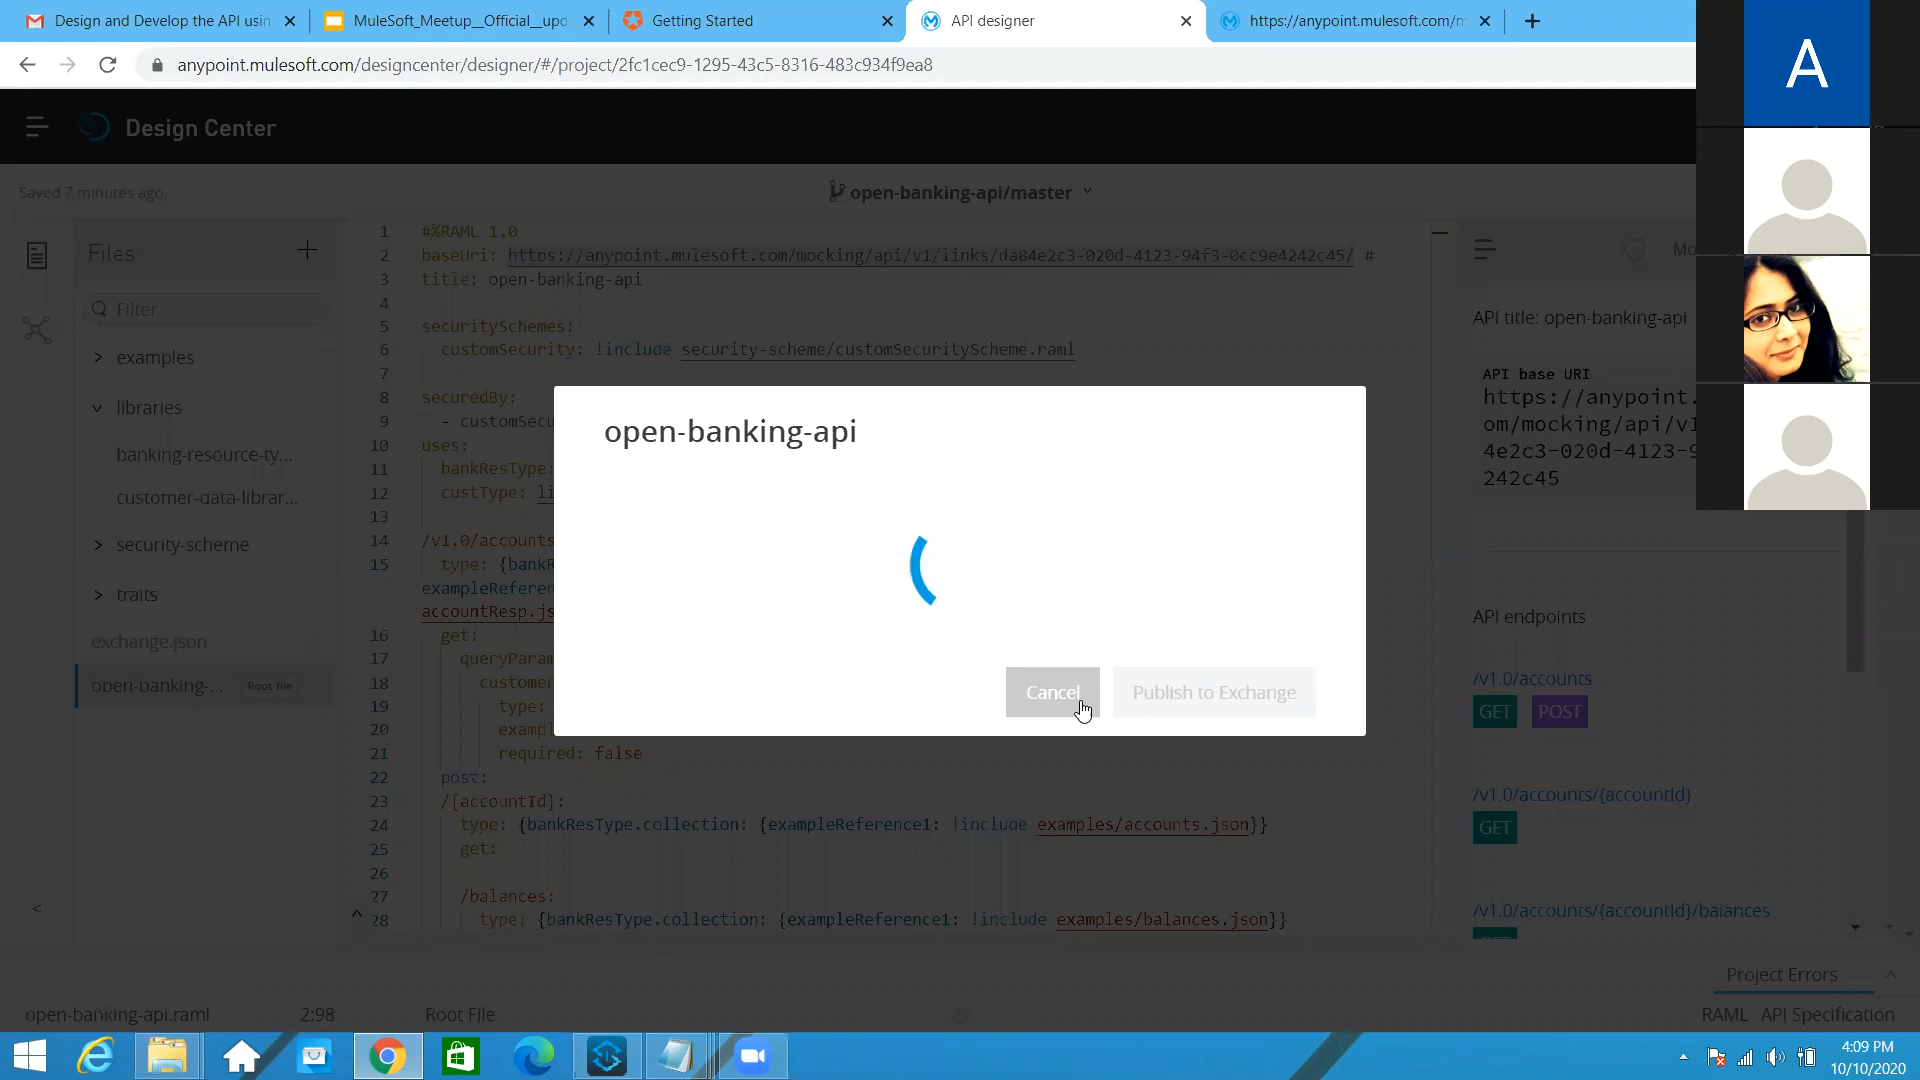 Design and Develop the API usin
MuleSoft_Meetup__Official__upd
Getting Started
API designer
https://anypoint.mulesoft.com/m
anypoint.mulesoft.com/designcenter/designer/#/project/2fc1cec9-1295-43c5-8316-483c934f9ea8
A
Design Center
Saved 7 minutes ago
open-banking-api/master
Files
Filter
examples
libraries
banking-resource-ty...
customer-data-librar...
security-scheme
traits
exchange.json
open-banking-... Root file
1 #%RAML 1.0
2 baseUri: https://anypoint.mulesoft.com/mocking/api/v1/links/da84e2c3-020d-4123-94f3-0cc9e4242c45/ #
3 title: open-banking-api
4
5 securitySchemes:
6 customSecurity: !include security-scheme/customSecurityScheme.raml
7
8 securedBy:
9 - customSecu
10 uses:
11 bankResType:
12 custType: li
13
14 /v1.0/accounts
15 type: {bankR
exampleReferen
accountResp.js
16 get:
17 queryParam
18 customer
19 type:
20 exampl
21 required: false
22 post:
23 /{accountId}:
24 type: {bankResType.collection: {exampleReference1: !include examples/accounts.json}}
25 get:
26
27 /balances:
28 type: {bankResType.collection: {exampleReference1: !include examples/balances.json}}
open-banking-api
Cancel
Publish to Exchange
Mo
API title: open-banking-api
API base URI
https://anypoint.
om/mocking/api/v1
4e2c3-020d-4123-9
242c45
API endpoints
/v1.0/accounts
GET POST
/v1.0/accounts/{accountId}
GET
/v1.0/accounts/{accountId}/balances
GET
Project Errors
open-banking-api.raml 2:98 Root File
RAML API Specification
4:09 PM
10/10/2020